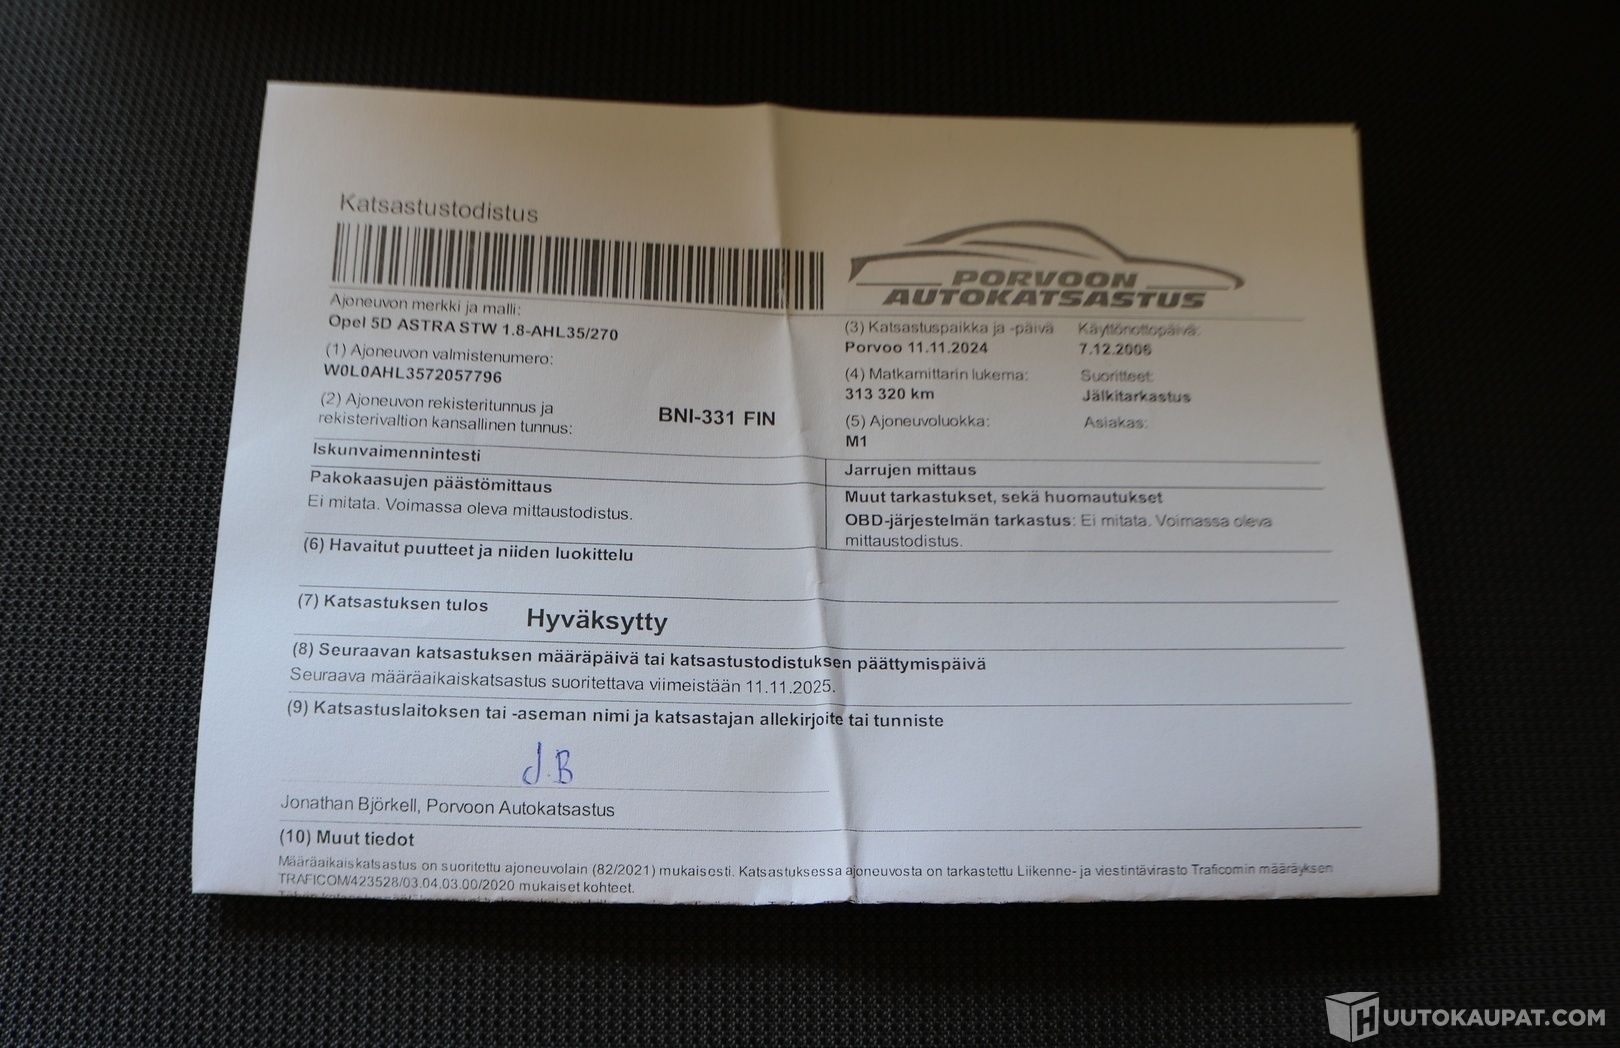 Katsastustodistus
PORVOON
AUTOKATSASTUS
Ajoneuvon merkki ja malli:
Opel 5D ASTRA STW 1.8-AHL35/270
(1) Ajoneuvon valmistenumero:
W0L0AHL3572057796
(2) Ajoneuvon rekisteritunnus ja
rekisterivaltion kansallinen tunnus:
BNI-331 FIN
(3) Katsastuspaikka ja -päivä
Porvoo 11.11.2024
Käyttönottopäivä:
7.12.2006
(4) Matkamittarin lukema:
313 320 km
Suoritteet:
Jälkitarkastus
(5) Ajoneuvoluokka:
M1
Asiakas:
Iskunvaimennintesti
Jarrujen mittaus
Pakokaasujen päästömittaus
Ei mitata. Voimassa oleva mittaustodistus.
Muut tarkastukset, sekä huomautukset
OBD-järjestelmän tarkastus: Ei mitata. Voimassa oleva
mittaustodistus.
(6) Havaitut puutteet ja niiden luokittelu
(7) Katsastuksen tulos Hyväksytty
(8) Seuraavan katsastuksen määräpäivä tai katsastustodistuksen päättymispäivä
Seuraava määräaikaiskatsastus suoritettava viimeistään 11.11.2025.
(9) Katsastuslaitoksen tai -aseman nimi ja katsastajan allekirjoite tai tunniste
J.B
Jonathan Björkell, Porvoon Autokatsastus
(10) Muut tiedot
Määräaikaiskatsastus on suoritettu ajoneuvolain (82/2021) mukaisesti. Katsastuksessa ajoneuvosta on tarkastettu Liikenne- ja viestintävirasto Traficomin määräyksen
TRAFICOM/423528/03.04.03.00/2020 mukaiset kohteet.
HUUTOKAUPAT.COM